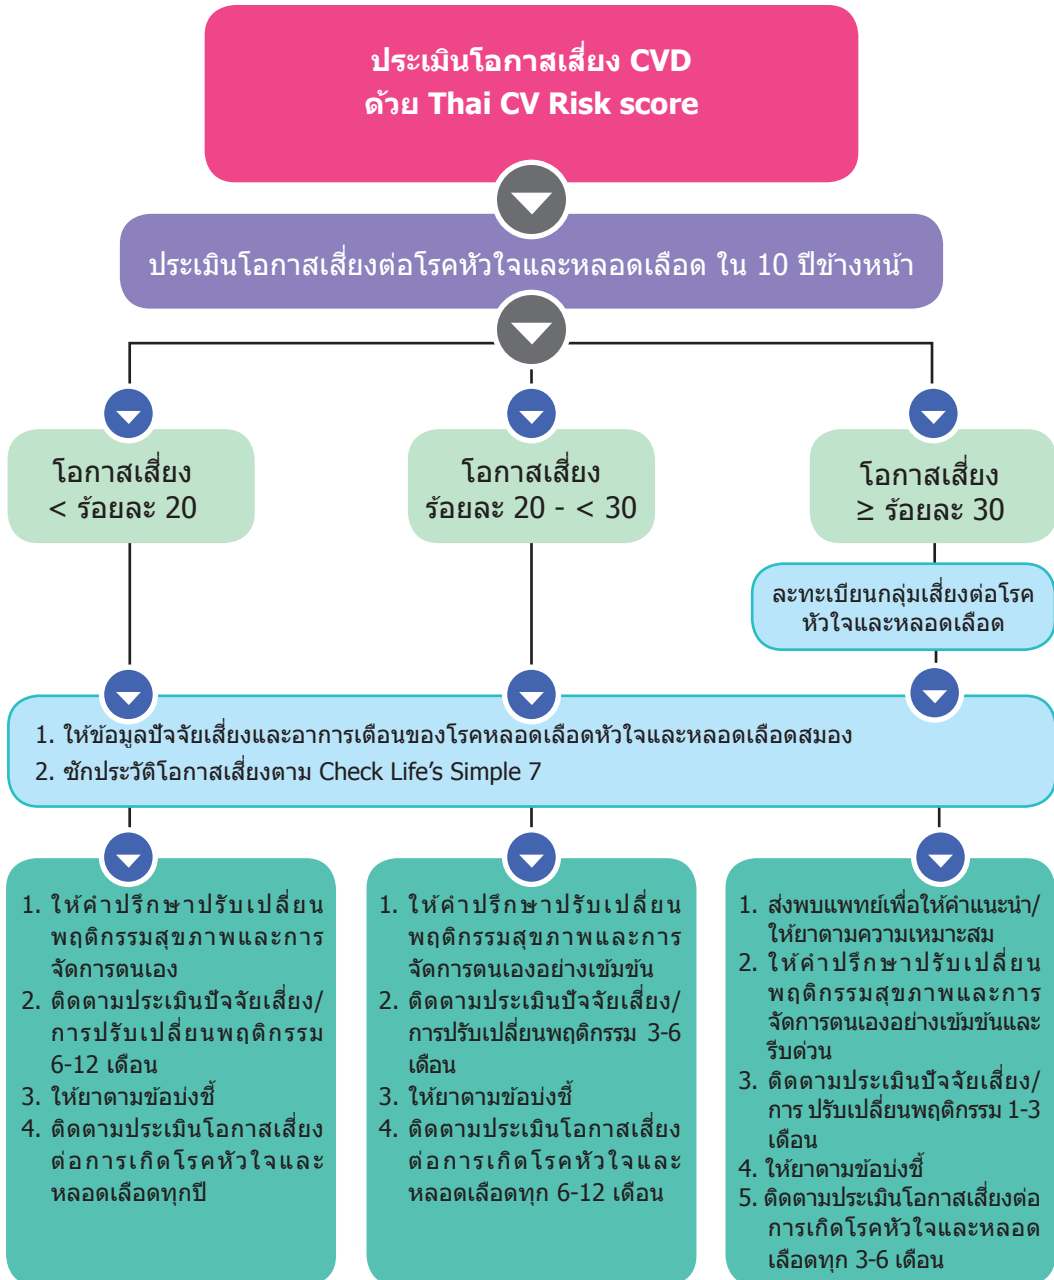 ประเมินโอกาสเสี่ยง CVD
ด้วย Thai CV Risk score
ประเมินโอกาสเสี่ยงต่อโรคหัวใจและหลอดเลือด ใน 10 ปีข้างหน้า
โอกาสเสี่ยง
< ร้อยละ 20
โอกาสเสี่ยง
ร้อยละ 20 - < 30
โอกาสเสี่ยง
≥ ร้อยละ 30
ละทะเบียนกลุ่มเสี่ยงต่อโรค
หัวใจและหลอดเลือด
1. ให้ข้อมูลปัจจัยเสี่ยงและอาการเตือนของโรคหลอดเลือดหัวใจและหลอดเลือดสมอง
2. ซักประวัติโอกาสเสี่ยงตาม Check Life’s Simple 7
1. ให้คำปรึกษาปรับเปลี่ยน
พฤติกรรมสุขภาพและการ
จัดการตนเอง
2. ติดตามประเมินปัจจัยเสี่ยง/
การปรับเปลี่ยนพฤติกรรม
6-12 เดือน
3. ให้ยาตามข้อบ่งชี้
4. ติดตามประเมินโอกาสเสี่ยง
ต่อการเกิดโรคหัวใจและ
หลอดเลือดทุกปี
1. ให้คำปรึกษาปรับเปลี่ยน
พฤติกรรมสุขภาพและการ
จัดการตนเองอย่างเข้มข้น
2. ติดตามประเมินปัจจัยเสี่ยง/
การปรับเปลี่ยนพฤติกรรม 3-6
เดือน
3. ให้ยาตามข้อบ่งชี้
4. ติดตามประเมินโอกาสเสี่ยง
ต่อการเกิดโรคหัวใจและ
หลอดเลือดทุก 6-12 เดือน
1. ส่งพบแพทย์เพื่อให้คำแนะนำ/
ให้ยาตามความเหมาะสม
2. ให้คำปรึกษาปรับเปลี่ยน
พฤติกรรมสุขภาพและการ
จัดการตนเองอย่างเข้มข้นและ
รีบด่วน
3. ติดตามประเมินปัจจัยเสี่ยง/
การ ปรับเปลี่ยนพฤติกรรม 1-3
เดือน
4. ให้ยาตามข้อบ่งชี้
5. ติดตามประเมินโอกาสเสี่ยงต่อ
การเกิดโรคหัวใจและหลอด
เลือดทุก 3-6 เดือน